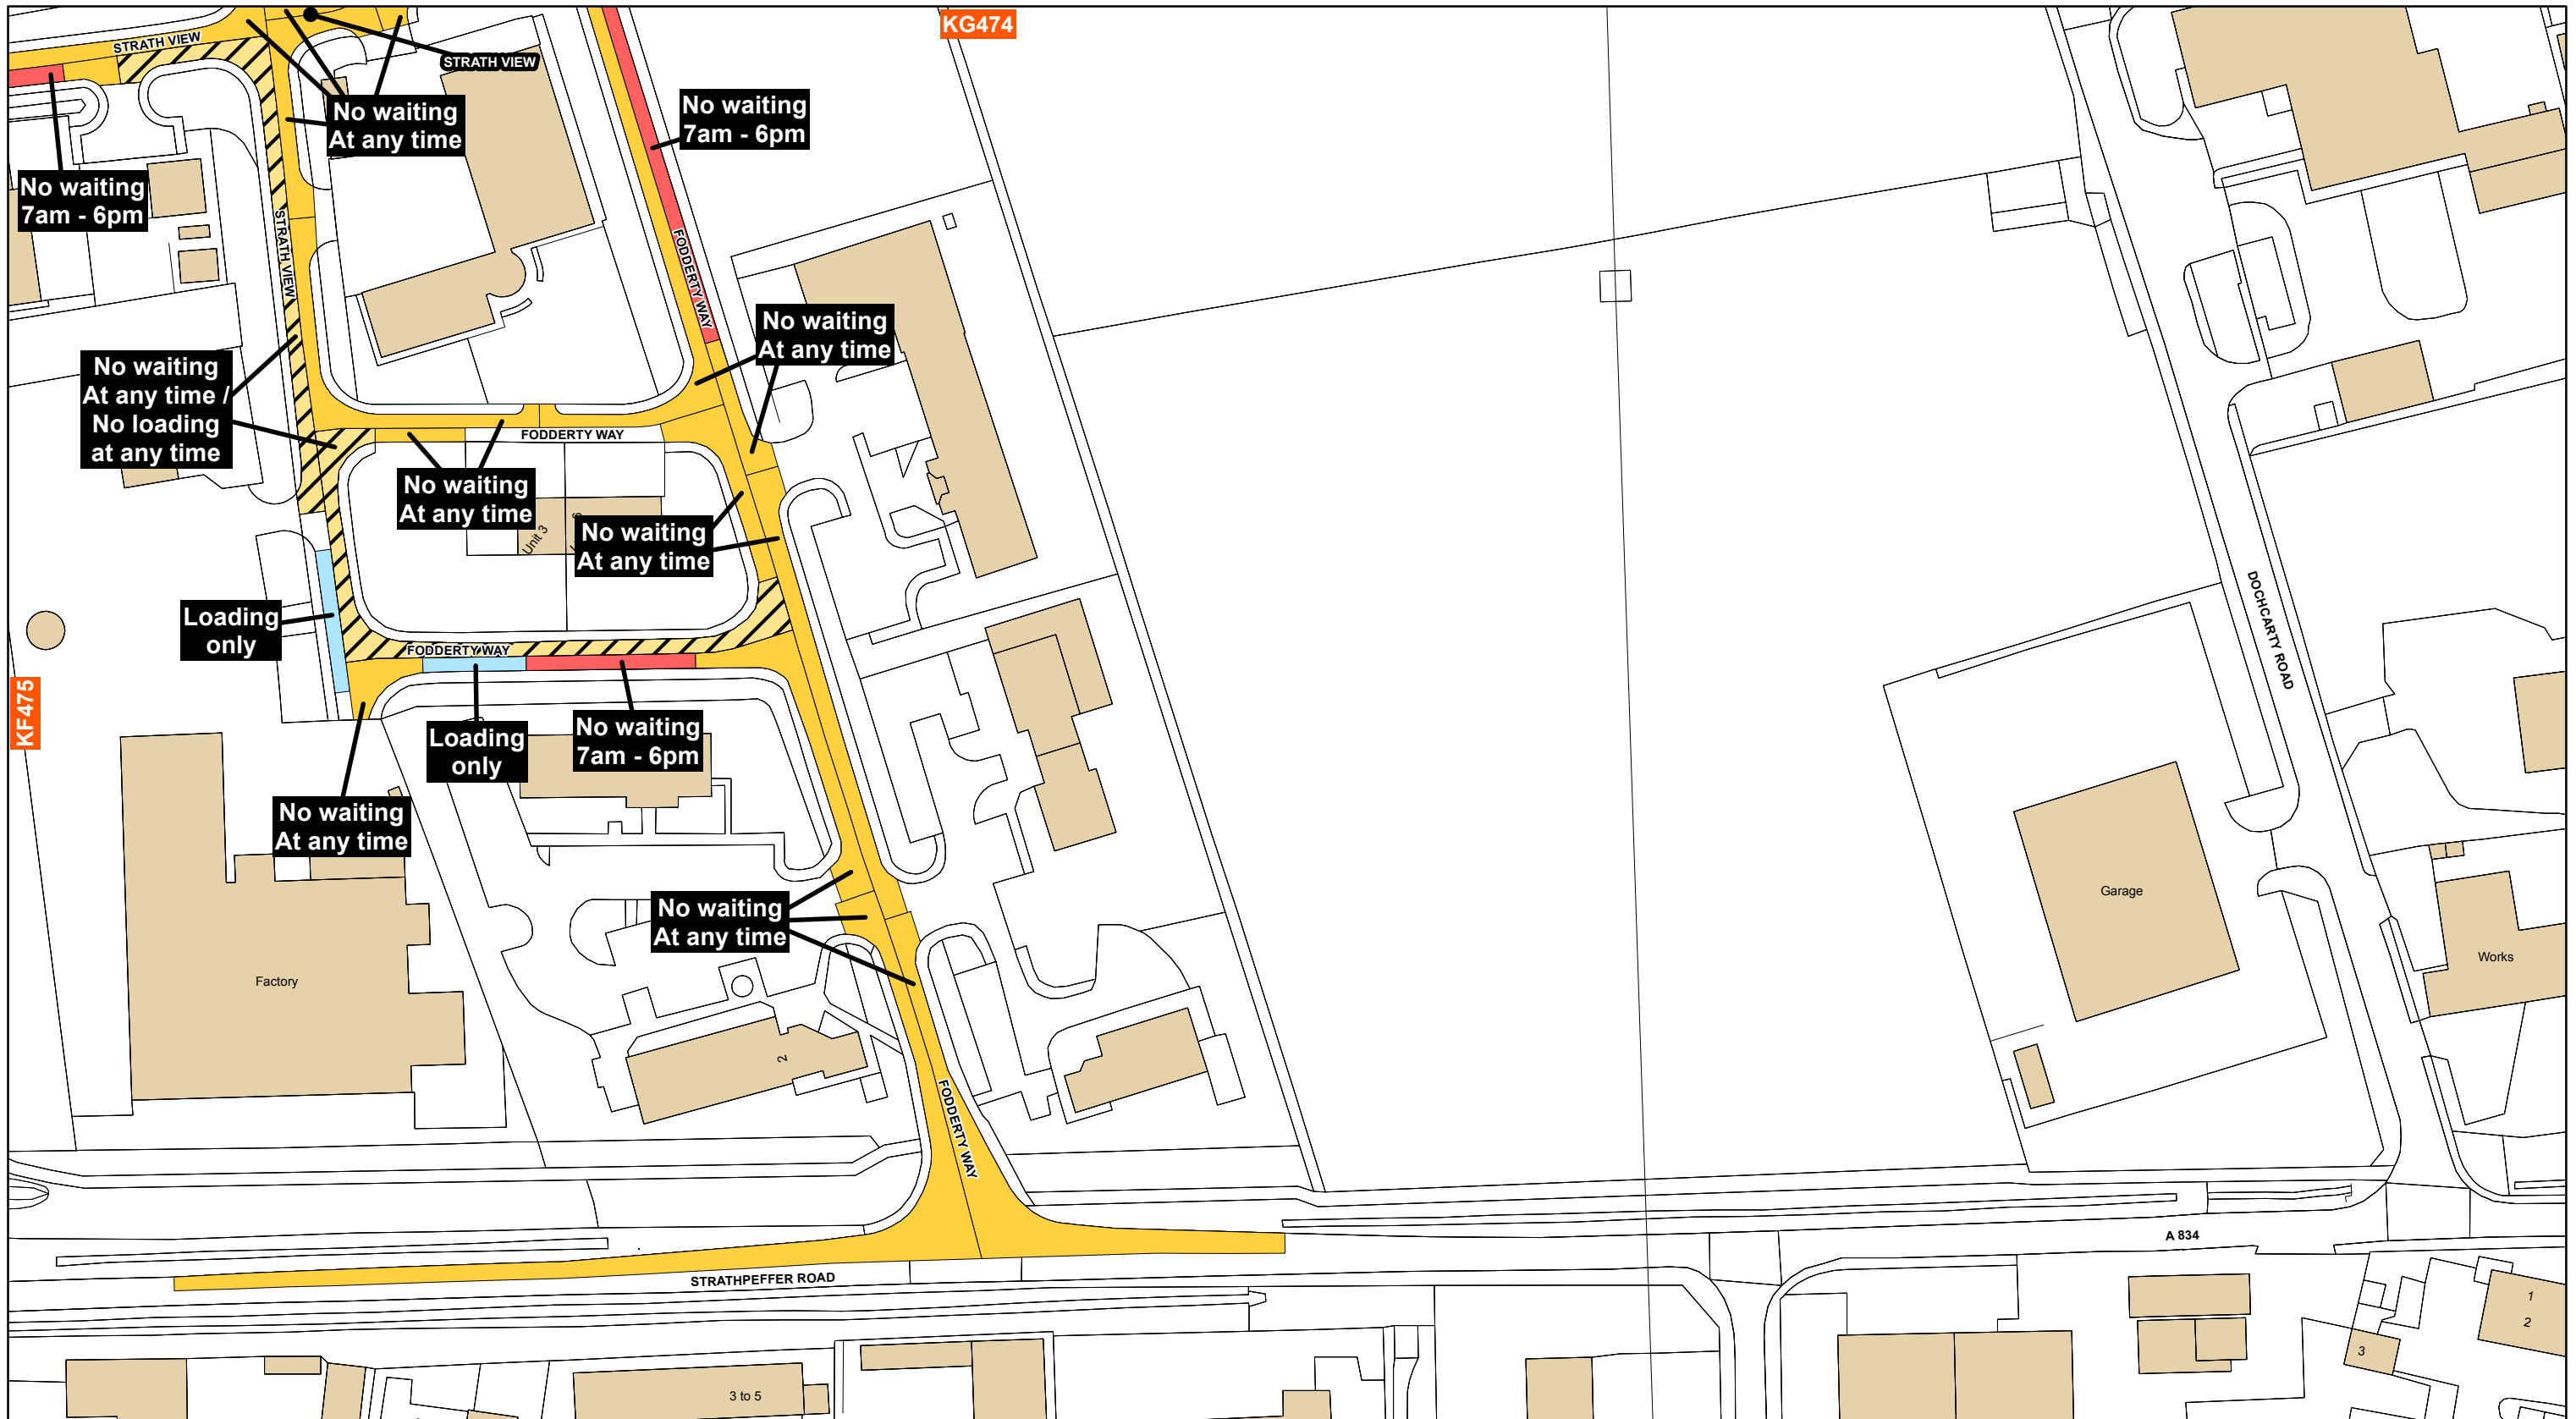 KG474
STRATH VIEW
STRATH VIEW
No waiting
At any time
No waiting
7am - 6pm
No waiting
7am - 6pm
STRATH VIEW
FODDERTY WAY
No waiting
At any time
No waiting
At any time /
No loading
at any time
FODDERTY WAY
No waiting
At any time
Unit 3
No waiting
At any time
Loading
only
FODDERTY WAY
DOCHCARTY ROAD
KF475
Loading
only
No waiting
7am - 6pm
No waiting
At any time
Garage
No waiting
At any time
Works
Factory
2
FODDERTY WAY
A 834
STRATHPEFFER ROAD
1
2
3
3 to 5